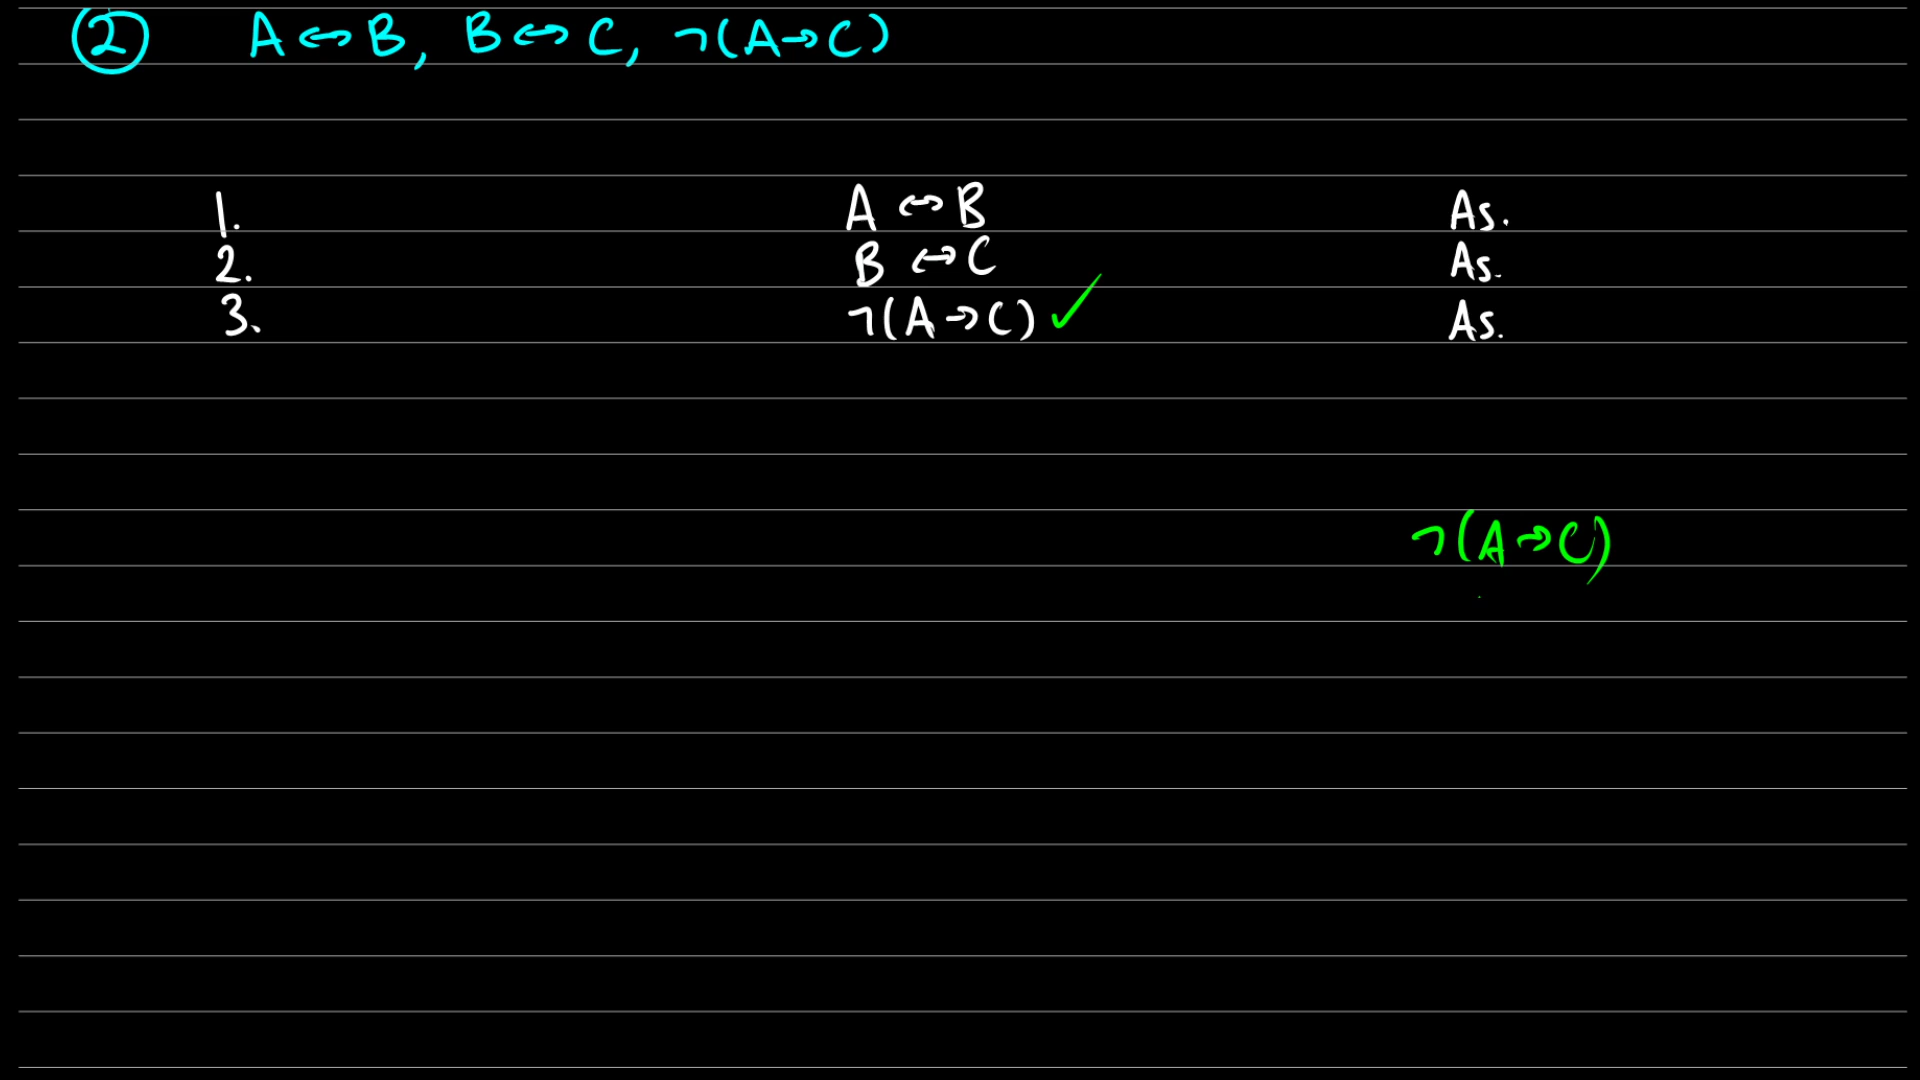 ② A ↔ B, B ↔ C, ¬(A → C)
1. A ↔ B As.
2. B ↔ C As.
3. ¬(A → C) ✓ As.
¬(A → C)